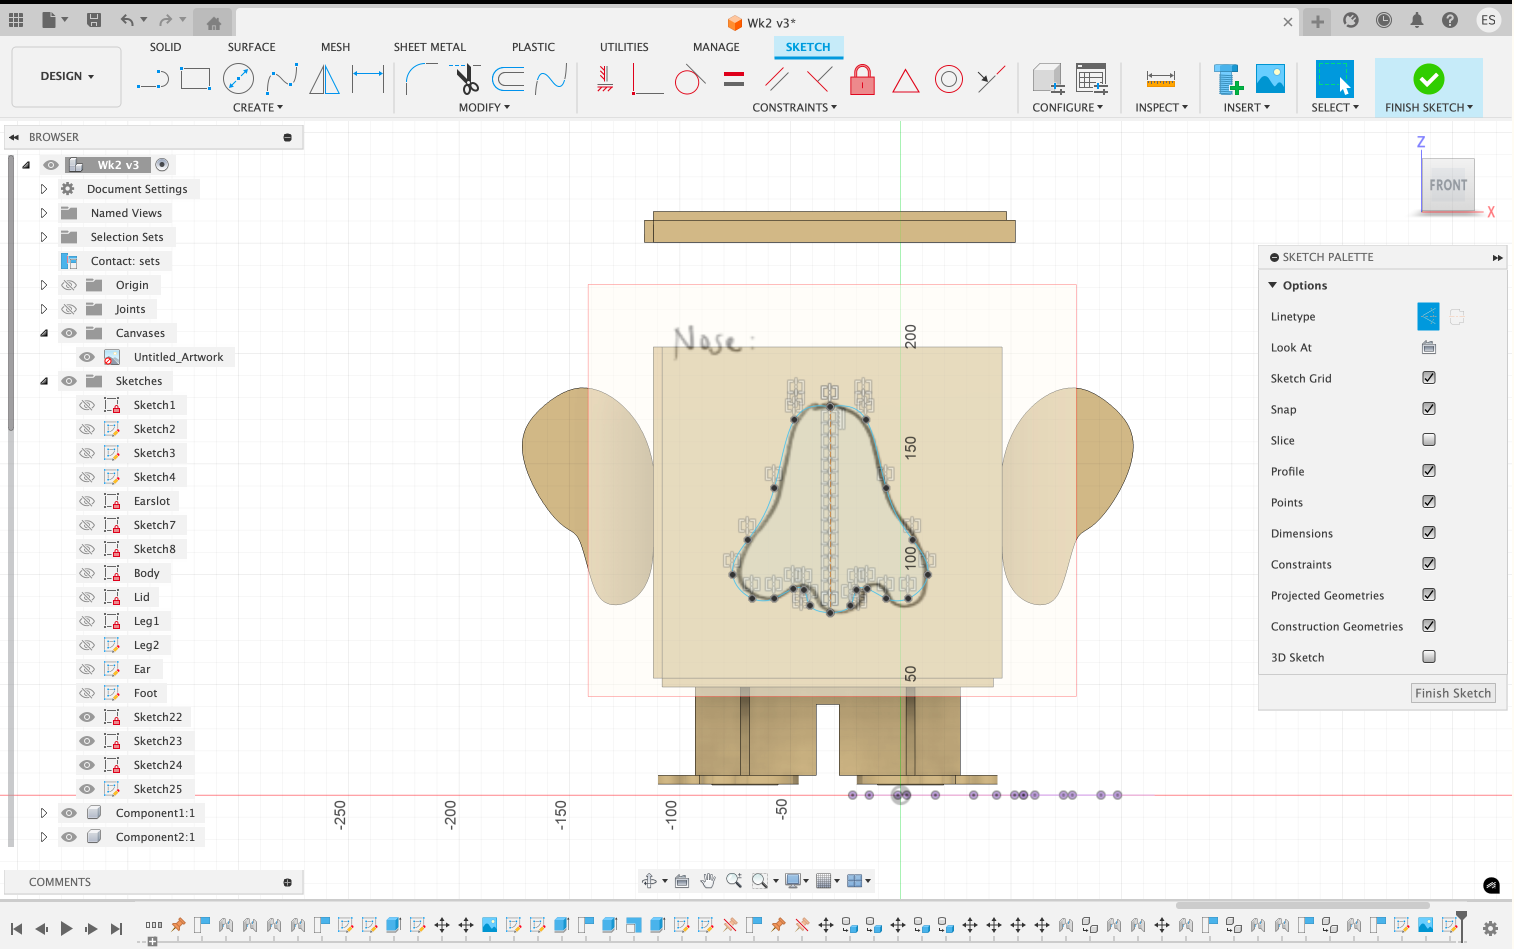 Wk2 v3*
ES
DESIGN
SOLID
SURFACE
MESH
SHEET METAL
PLASTIC
UTILITIES
MANAGE
SKETCH
CREATE
MODIFY
CONSTRAINTS
CONFIGURE
INSPECT
INSERT
SELECT
FINISH SKETCH
BROWSER
Wk2 v3
Document Settings
Named Views
Selection Sets
Contact: sets
Origin
Joints
Canvases
Untitled_Artwork
Sketches
Sketch1
Sketch2
Sketch3
Sketch4
Earslot
Sketch7
Sketch8
Body
Lid
Leg1
Leg2
Ear
Foot
Sketch22
Sketch23
Sketch24
Sketch25
Component1:1
Component2:1
COMMENTS
Nose:
200
150
100
50
-250
-200
-150
-100
-50
Z
FRONT
X
SKETCH PALETTE
Options
Linetype
Look At
Sketch Grid
Snap
Slice
Profile
Points
Dimensions
Constraints
Projected Geometries
Construction Geometries
3D Sketch
Finish Sketch